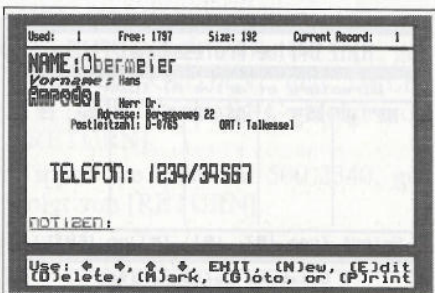 Used: 1 Free: 1797 Size: 192 Current Record: 1
NAME: Obermeier
Vorname: Hans
Anrede: Herr Dr.
Adresse: Bergseeweg 22
Postleitzahl: D-8765 ORT: Talkessel
TELEFON: 1234/34567
NOTIZEN:
Use: ←, →, ↑, ↓, EXIT, (N)ew, (E)dit
(D)elete, (M)ark, (G)oto, or (P)rint